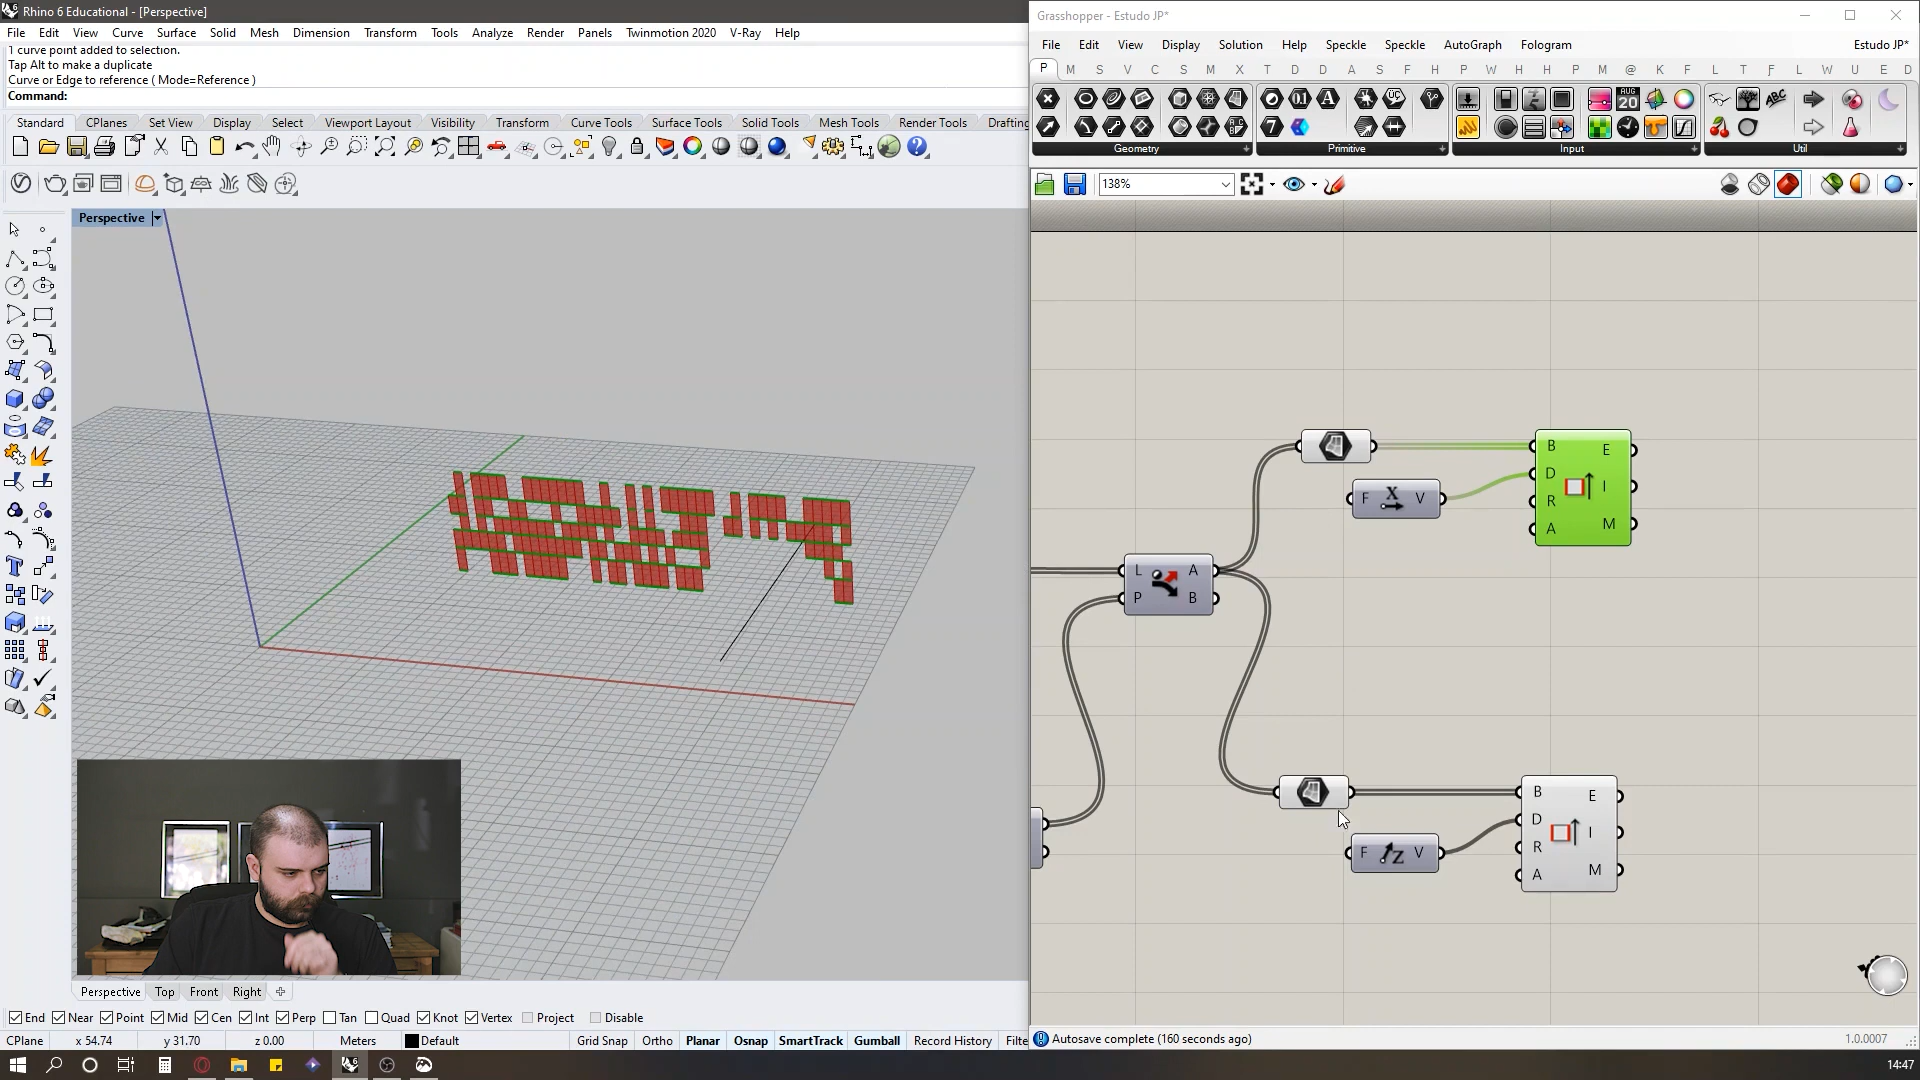 Rhino 6 Educational - [Perspective]
File Edit View Curve Surface Solid Mesh Dimension Transform Tools Analyze Render Panels Twinmotion 2020 V-Ray Help
1 curve point added to selection.
Tap Alt to make a duplicate
Curve or Edge to reference ( Mode=Reference )
Command:
Standard CPlanes Set View Display Select Viewport Layout Visibility Transform Curve Tools Surface Tools Solid Tools Mesh Tools Render Tools Drafting
Perspective
Perspective Top Front Right
End Near Point Mid Cen Int Perp Tan Quad Knot Vertex Project Disable
CPlane x 54.74 y 31.70 z 0.00 Meters Default Grid Snap Ortho Planar Osnap SmartTrack Gumball Record History Filte
Grasshopper - Estudo JP*
File Edit View Display Solution Help Speckle Speckle AutoGraph Fologram Estudo JP*
P M S V C S M X T D D A S F H P W H H P M @ K F L T F L W U E D
Geometry Primitive Input Util
138%
B D R A E I M
F X V
L P A B
B D R A E I M
F Z V
Autosave complete (160 seconds ago) 1.0.0007
14:47